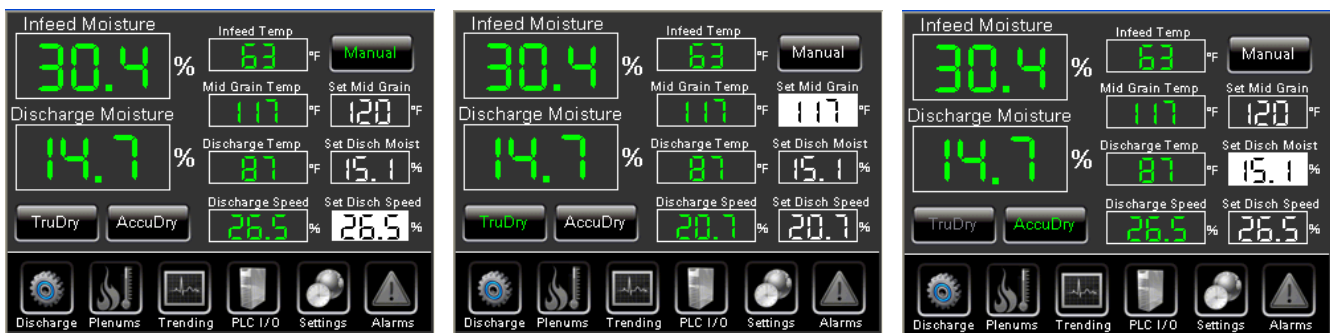 Infeed Moisture
30.4 %
Infeed Temp
63 °F
Manual
Mid Grain Temp
117 °F
Set Mid Grain
120 °F
Discharge Moisture
14.7 %
Discharge Temp
87 °F
Set Disch Moist
15.1 %
TruDry
AccuDry
Discharge Speed
26.5 %
Set Disch Speed
26.5 %
Discharge Plenums Trending PLC I/O Settings Alarms
Infeed Moisture
30.4 %
Infeed Temp
63 °F
Manual
Mid Grain Temp
117 °F
Set Mid Grain
117 °F
Discharge Moisture
14.7 %
Discharge Temp
87 °F
Set Disch Moist
15.1 %
TruDry
AccuDry
Discharge Speed
20.7 %
Set Disch Speed
20.7 %
Discharge Plenums Trending PLC I/O Settings Alarms
Infeed Moisture
30.4 %
Infeed Temp
63 °F
Manual
Mid Grain Temp
117 °F
Set Mid Grain
120 °F
Discharge Moisture
14.7 %
Discharge Temp
87 °F
Set Disch Moist
15.1 %
TruDry
AccuDry
Discharge Speed
26.5 %
Set Disch Speed
26.5 %
Discharge Plenums Trending PLC I/O Settings Alarms